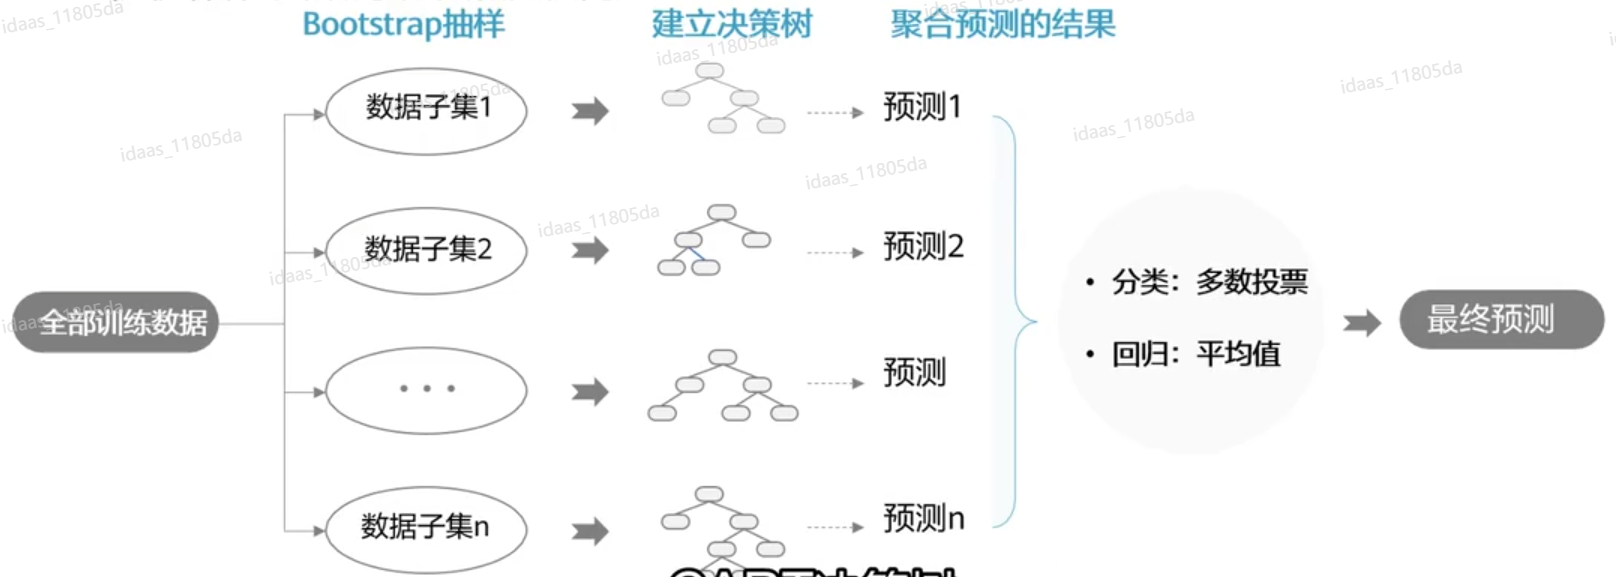 Bootstrap抽样
建立决策树
聚合预测的结果
数据子集1
预测1
数据子集2
预测2
全部训练数据
• 分类：多数投票
• 回归：平均值
最终预测
• • •
预测
数据子集n
预测n
idaas_11805da
idaas_11805da
idaas_11805da
idaas_11805da
idaas_11805da
idaas_11805da
idaas_11805da
idaas_11805da
idaas_11805da